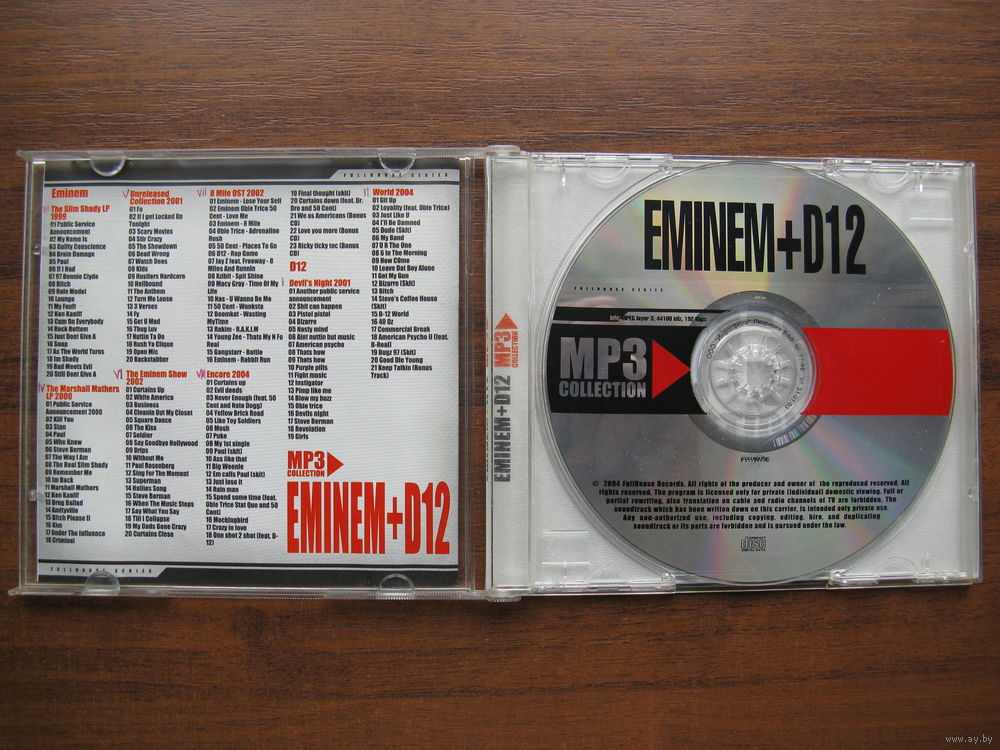 FULLHOUSE SERIES
Eminem
The Slim Shady LP
1999
01 Public Service
Announcement
02 My Name Is
03 Guilty Conscience
04 Brain Damage
05 Paul
06 If I Had
07 97 Bonnie Clyde
08 Bitch
09 Role Model
10 Lounge
11 My Fault
12 Ken Kaniff
13 Cum On Everybody
14 Rock Bottom
15 Just Dont Give A
16 Soap
17 As The World Turns
18 Im Shady
19 Bad Meets Evil
20 Still Dont Give A
The Marshall Mathers
LP 2000
01 Public Service
Announcement 2000
02 Kill You
03 Stan
04 Paul
05 Who Knew
06 Steve Berman
07 The Way I Am
08 The Real Slim Shady
09 Remember Me
10 Im Back
11 Marshall Mathers
12 Ken Kaniff
13 Drug Ballad
14 Amityville
15 Bitch Please II
16 Kim
17 Under The Influence
18 Criminal
Unreleased
Collection 2001
01 Fo
02 If I got Locked Up
Tonight
03 Scary Movies
04 Stir Crazy
05 The Showdown
06 Dead Wrong
07 Watch Dees
08 Kids
09 Hustlers Hardcore
10 Hellbound
11 The Anthem
12 Turn Me Loose
13 3 Verses
14 Fy
15 Get U Mad
16 Thug Luv
17 Nuttin To Do
18 Hush Ya Clique
19 Open Mic
20 Backstabber
The Eminem Show
2002
01 Curtains Up
02 White America
03 Business
04 Cleanin Out My Closet
05 Square Dance
06 The Kiss
07 Soldier
08 Say Goodbye Hollywood
09 Drips
10 Without Me
11 Paul Rosenberg
12 Sing For The Moment
13 Superman
14 Hailies Song
15 Steve Berman
16 When The Music Stops
17 Say What You Say
18 Till I Collapse
19 My Dads Gone Crazy
20 Curtains Close
8 Mile OST 2002
01 Eminem - Lose Your Self
02 Eminem Obie Trice 50
Cent - Love Me
03 Eminem - 8 Mile
04 Obie Trice - Adrenaline
Rush
05 50 Cent - Places To Go
06 D12 - Rap Game
07 Jay Z feat, Freeway - 8
Miles And Runnin
08 Xzibit - Spit Shine
09 Macy Gray - Time Of My
Life
10 Nas - U Wanna Be Me
11 50 Cent - Wanksta
12 Boomkat - Wasting
MyTime
13 Rakim - R.A.K.I.M
14 Young Zee - Thats My N Fo
Real
15 Gangstarr - Battle
16 Eminem - Rabbit Run
Encore 2004
01 Curtains up
02 Evil deeds
03 Never Enough (feat. 50
Cent and Nate Dogg)
04 Yellow Brick Road
05 Like Toy Soldiers
06 Mosh
07 Puke
08 My 1st single
09 Paul (Skit)
10 Ass like that
11 Big Weenie
12 Em calls Paul (Skit)
13 Just lose it
14 Rain man
15 Spend some time (feat.
Obie Trice Stat Quo and 50
Cent)
16 Mockingbird
17 Crazy in love
18 One shot 2 shot (feat. D-
12)
19 Final thought (skit)
20 Curtains down (feat. Dr.
Dre and 50 Cent)
21 We as Americans (Bonus
CD)
22 Love you more (Bonus
CD)
23 Ricky ticky toc (Bonus
CD)
D12
Devil's Night 2001
01 Another public service
announcement
02 Shit can happen
03 Pistol pistol
04 Bizarre
05 Nasty mind
06 Aint nuttin but music
07 American psycho
08 Thats how
09 Thats how
10 Purple pills
11 Fight music
12 Instigator
13 Pimp like me
14 Blow my buzz
15 Obie trice
16 Devils night
17 Steve Berman
18 Revelation
19 Girls
World 2004
01 Git Up
02 Loyality (feat. Obie Trice)
03 Just Like U
04 I'll Be Damned
05 Dude (Skit)
06 My Band
07 U R The One
08 6 In The Morning
09 How C0me
10 Leave Dat Boy Alone
11 Get My Gun
12 Bizarre (Skit)
13 Bitch
14 Steve's Coffee House
(Skit)
15 D-12 World
16 40 Oz
17 Commercial Break
18 American Psycho II (feat.
B-Real)
19 Bugz 97 (Skit)
20 Good Die Young
21 Keep Talkin (Bonus
Track)
MP3
COLLECTION
EMINEM+D12
FULLHOUSE SERIES
EMINEM+D12 MP3
COLLECTION
EMINEM+D12
FULLHOUSE SERIES
Info: MPEG layer 3, 44100 kHz, 192 kbps
MP3
COLLECTION
© 2004 FullHouse Records. All rights of the producer and owner of the reproduced reserved. All
rights reserved. The program is licensed only for private (individual) domestic viewing. Full or
partial rewriting, also translation on cable and radio channels of TV are forbidden. The
soundtrack which has been written down on this carrier, is intended only private usage.
Any non-authorized use, including copying, editing, hire, and duplicating
soundtrack or its parts are forbidden and is pursued under the law.
COMPACT
disc
DIGITAL DATA
www.ay.by